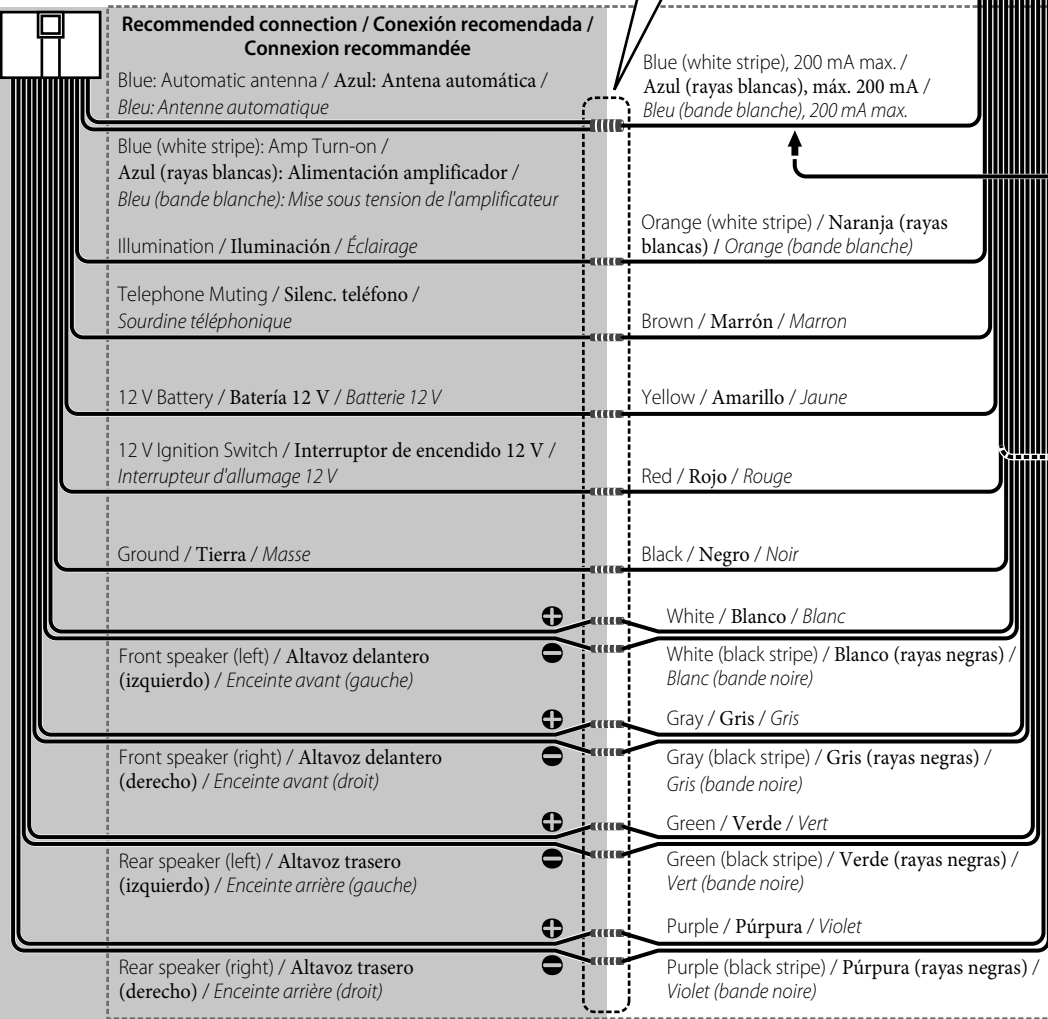 Recommended connection / Conexión recomendada /
Connexion recommandée
Blue: Automatic antenna / Azul: Antena automática /
Bleu: Antenne automatique
Blue (white stripe), 200 mA max. /
Azul (rayas blancas), máx. 200 mA /
Bleu (bande blanche), 200 mA max.
Blue (white stripe): Amp Turn-on /
Azul (rayas blancas): Alimentación amplificador /
Bleu (bande blanche): Mise sous tension de l'amplificateur
Illumination / Iluminación / Éclairage
Orange (white stripe) / Naranja (rayas
blancas) / Orange (bande blanche)
Telephone Muting / Silenc. teléfono /
Sourdine téléphonique
Brown / Marrón / Marron
12 V Battery / Batería 12 V / Batterie 12 V
Yellow / Amarillo / Jaune
12 V Ignition Switch / Interruptor de encendido 12 V /
Interrupteur d'allumage 12 V
Red / Rojo / Rouge
Ground / Tierra / Masse
Black / Negro / Noir
White / Blanco / Blanc
Front speaker (left) / Altavoz delantero
(izquierdo) / Enceinte avant (gauche)
White (black stripe) / Blanco (rayas negras) /
Blanc (bande noire)
Gray / Gris / Gris
Front speaker (right) / Altavoz delantero
(derecho) / Enceinte avant (droit)
Gray (black stripe) / Gris (rayas negras) /
Gris (bande noire)
Green / Verde / Vert
Rear speaker (left) / Altavoz trasero
(izquierdo) / Enceinte arrière (gauche)
Green (black stripe) / Verde (rayas negras) /
Vert (bande noire)
Purple / Púrpura / Violet
Rear speaker (right) / Altavoz trasero
(derecho) / Enceinte arrière (droit)
Purple (black stripe) / Púrpura (rayas negras) /
Violet (bande noire)